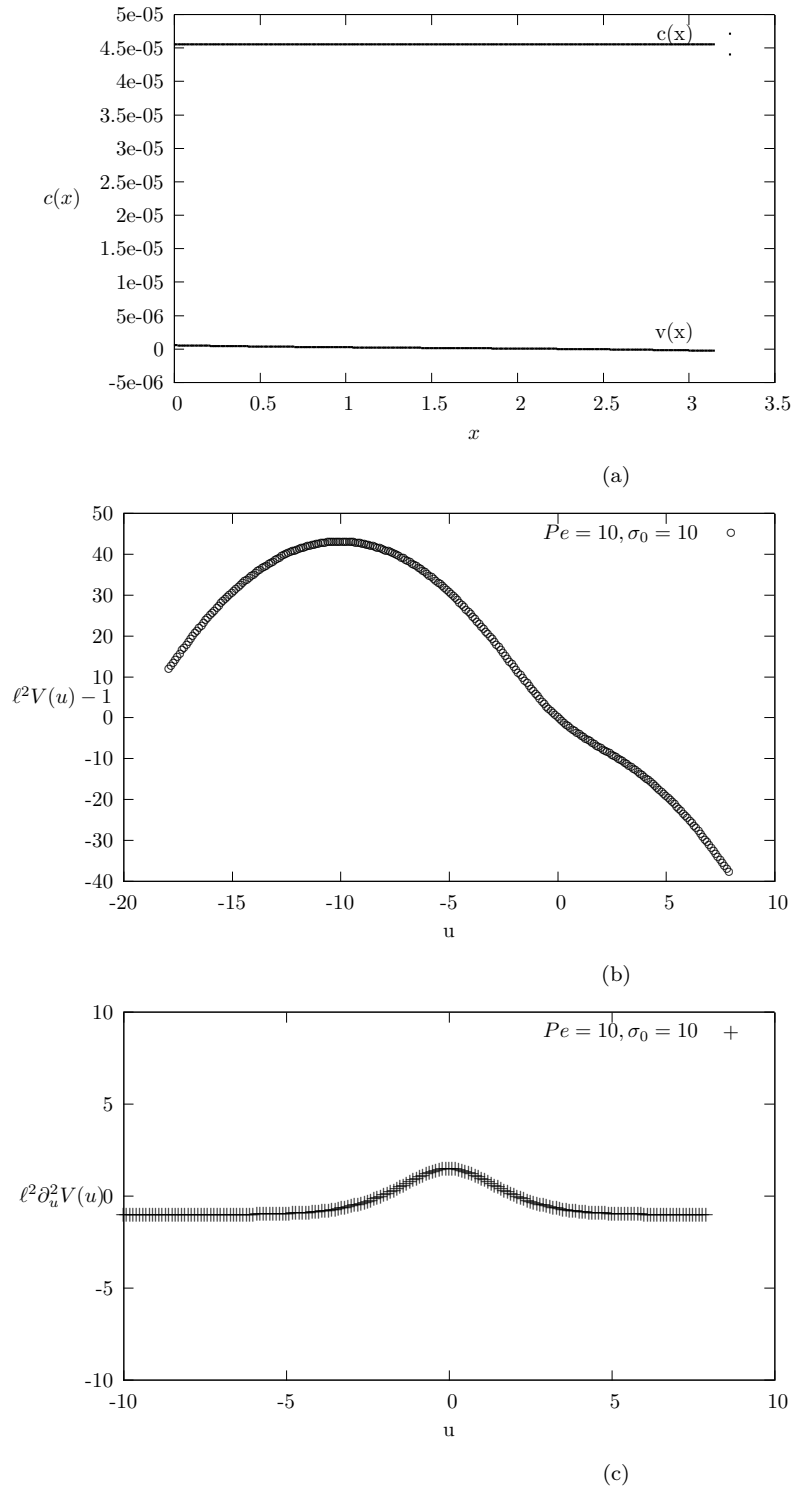 5e-05
c(x)
4.5e-05
4e-05
3.5e-05
3e-05
2.5e-05
c(x)
2e-05
1.5e-05
1e-05
5e-06
v(x)
0
-5e-06
0 0.5 1 1.5 2 2.5 3 3.5
x
(a)
50
Pe = 10, σ₀ = 10
40
30
20
10
ℓ²V(u) − 1
0
-10
-20
-30
-40
-20 -15 -10 -5 0 5 10
u
(b)
10
Pe = 10, σ₀ = 10
5
ℓ²∂ᵤ²V(u)
0
-5
-10
-10 -5 0 5 10
u
(c)